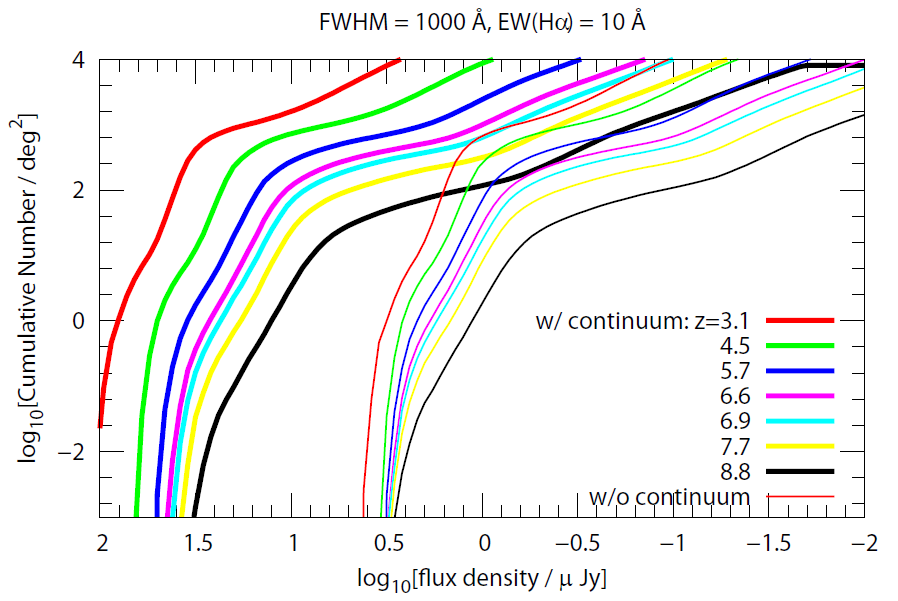 FWHM = 1000 Å, EW(Hα) = 10 Å
4
2
0
−2
log10[Cumulative Number / deg2]
w/ continuum: z=3.1
4.5
5.7
6.6
6.9
7.7
8.8
w/o continuum
2 1.5 1 0.5 0 −0.5 −1 −1.5 −2
log10[flux density / μ Jy]